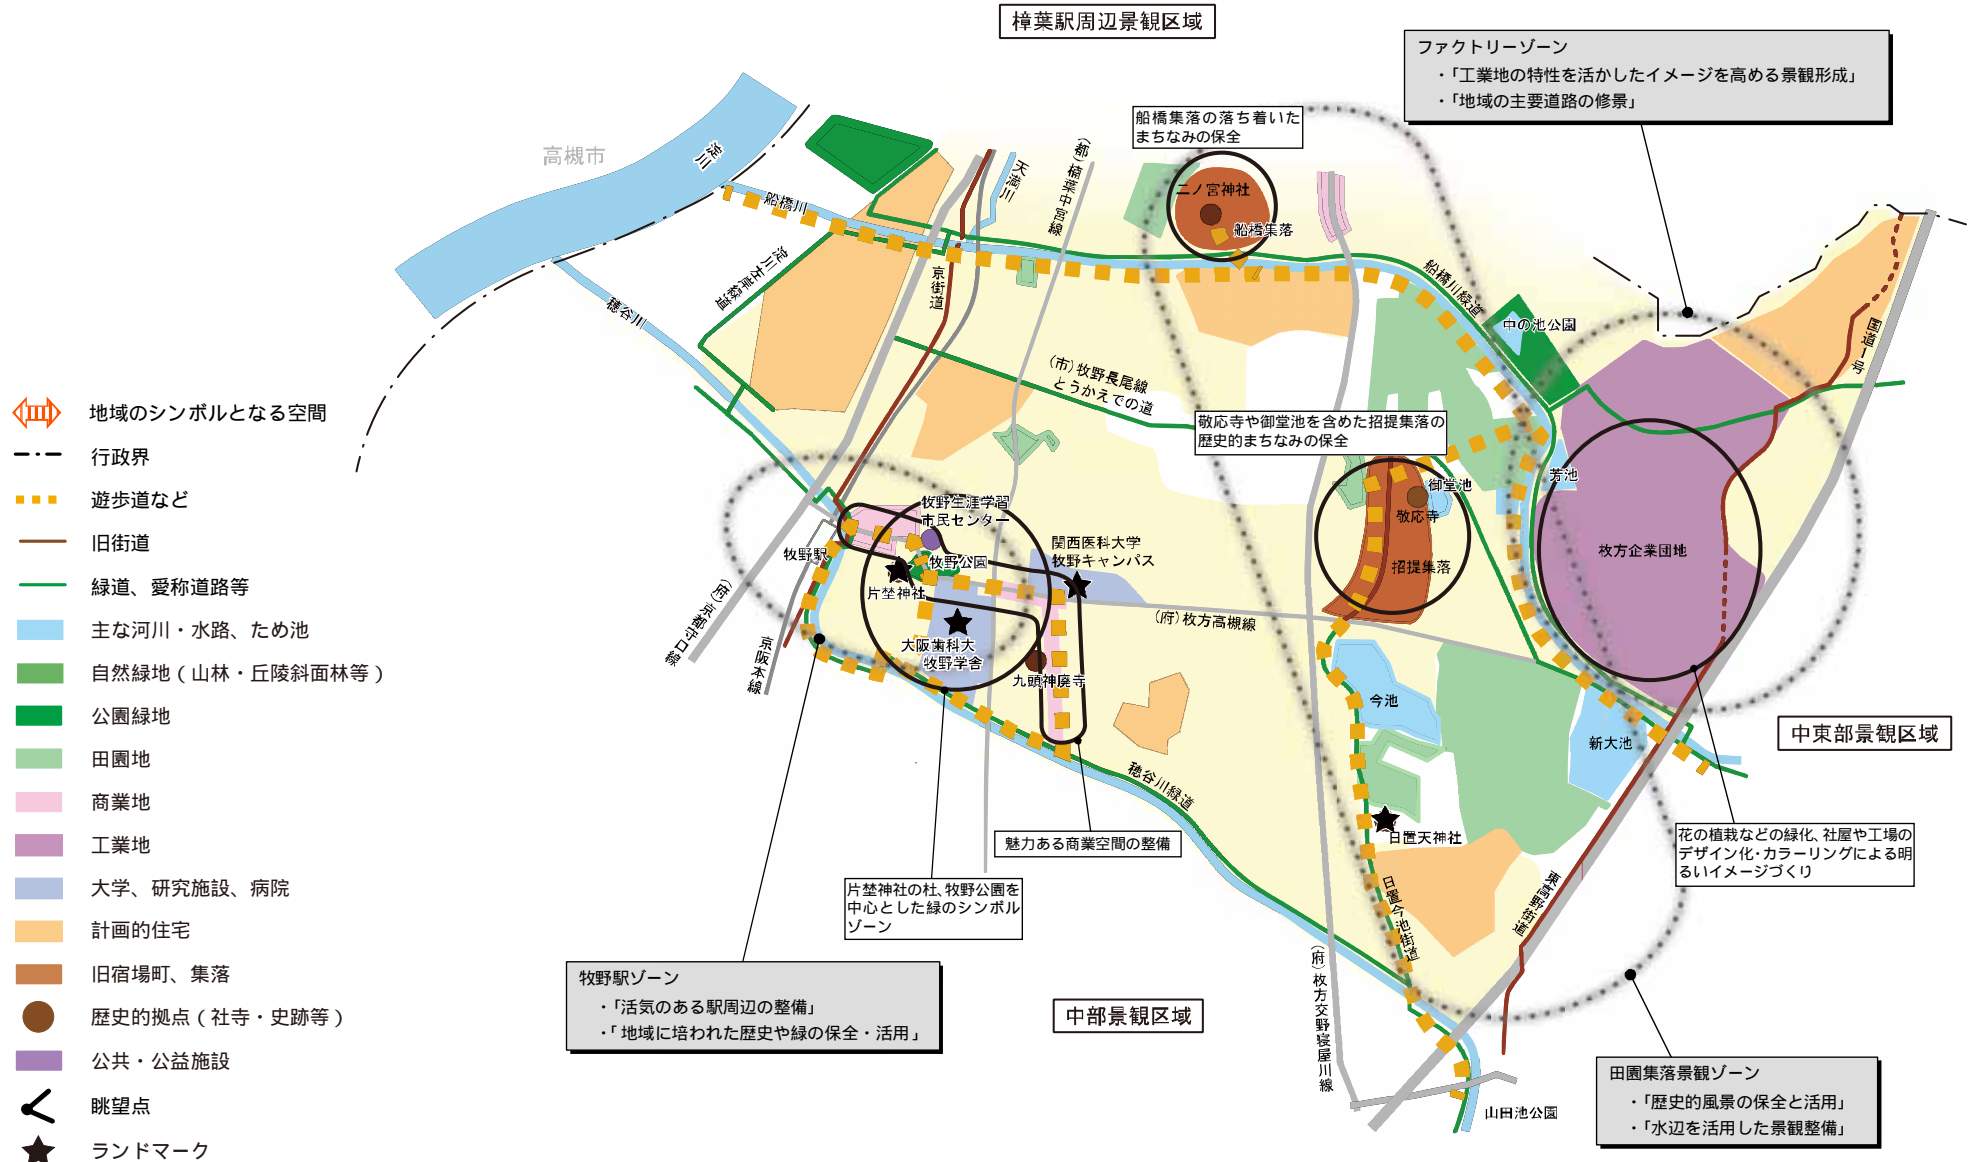 樟葉駅周辺景観区域
ファクトリーゾーン
・「工業地の特性を活かしたイメージを高める景観形成」
・「地域の主要道路の修景」
船橋集落の落ち着いた
まちなみの保全
高槻市
淀川
船橋川
天満川
(都)楠葉中宮線
二ノ宮神社
船橋集落
淀川左岸緑道
京街道
穂谷川
船橋川緑道
中の池公園
国道1号
(市)牧野長尾線
とうかえでの道
敬応寺や御堂池を含めた招提集落の
歴史的まちなみの保全
芳池
御堂池
敬応寺
招提集落
枚方企業団地
牧野生涯学習
市民センター
牧野駅
牧野公園
関西医科大学
牧野キャンパス
片埜神社
(府)枚方高槻線
大阪歯科大
牧野学舎
九頭神廃寺
(府)京都守口線
京阪本線
今池
新大池
中東部景観区域
穂谷川緑道
日置天神社
魅力ある商業空間の整備
花の植栽などの緑化、社屋や工場の
デザイン化・カラーリングによる明
るいイメージづくり
片埜神社の杜、牧野公園を
中心とした緑のシンボル
ゾーン
日置今池街道
東高野街道
(府)枚方交野寝屋川線
牧野駅ゾーン
・「活気のある駅周辺の整備」
・「地域に培われた歴史や緑の保全・活用」
中部景観区域
田園集落景観ゾーン
・「歴史的風景の保全と活用」
・「水辺を活用した景観整備」
山田池公園
地域のシンボルとなる空間
行政界
遊歩道など
旧街道
緑道、愛称道路等
主な河川・水路、ため池
自然緑地(山林・丘陵斜面林等)
公園緑地
田園地
商業地
工業地
大学、研究施設、病院
計画的住宅
旧宿場町、集落
歴史的拠点(社寺・史跡等)
公共・公益施設
眺望点
ランドマーク